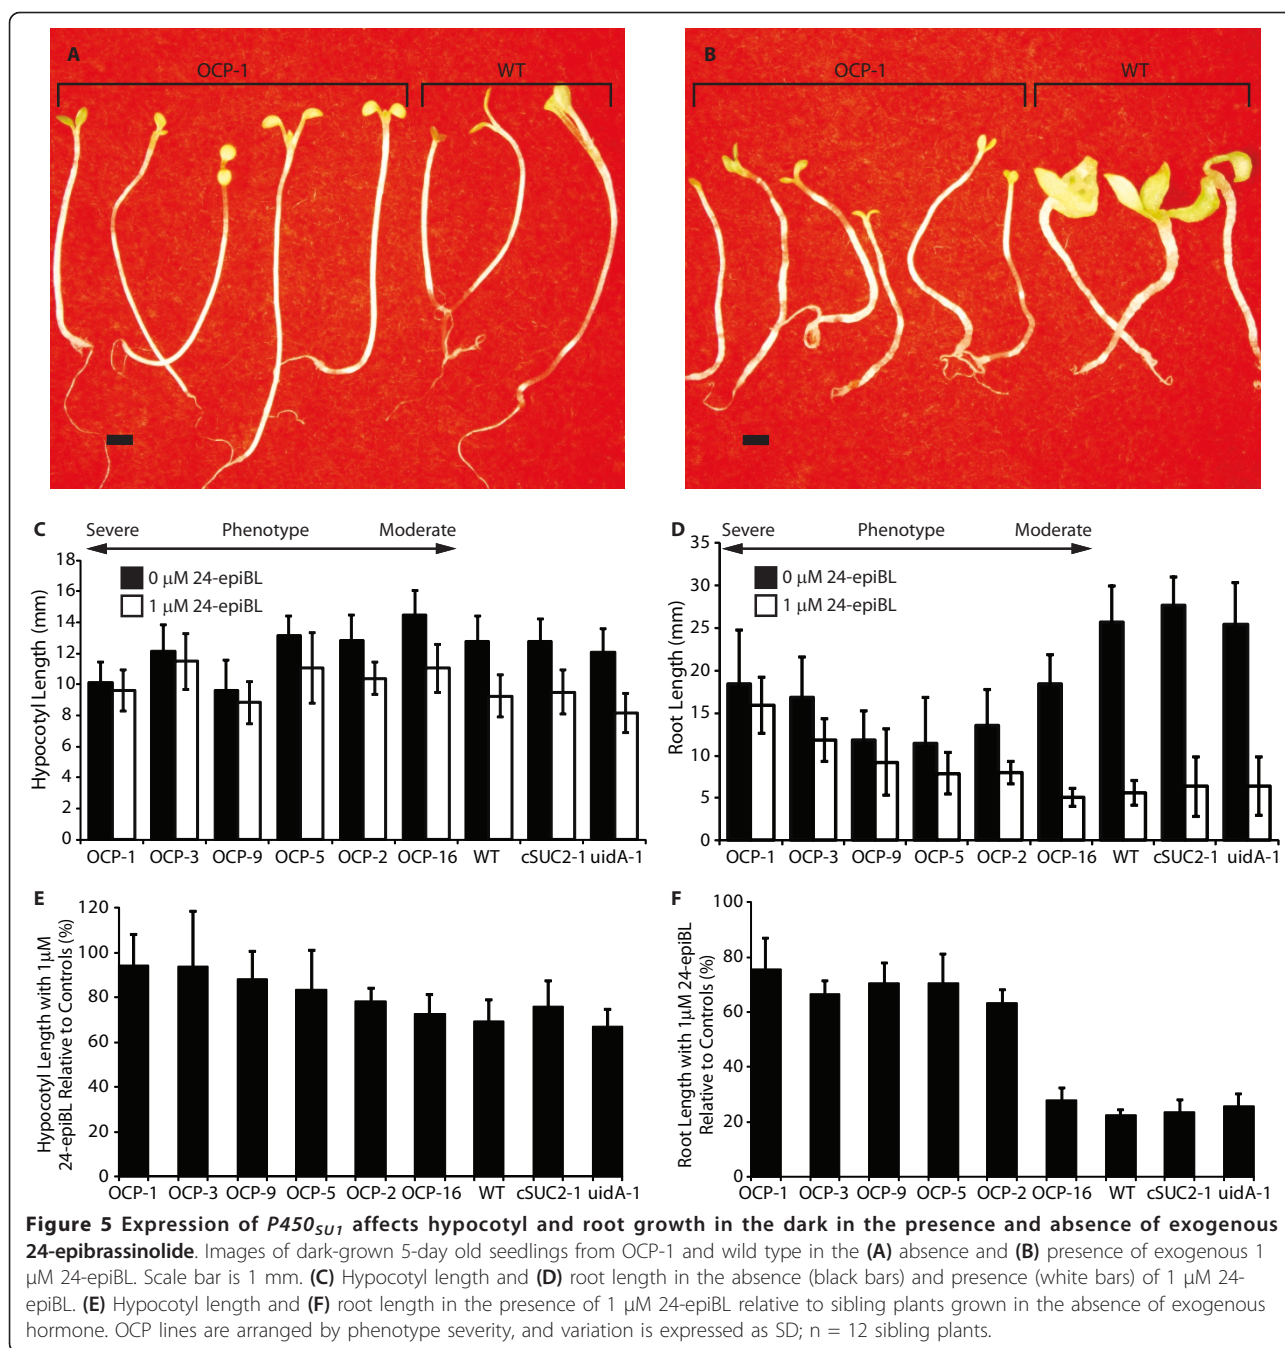 A
OCP-1
WT
B
OCP-1
WT
C
Severe
Phenotype
Moderate
0 μM 24-epiBL
1 μM 24-epiBL
Hypocotyl Length (mm)
18
16
14
12
10
8
6
4
2
0
OCP-1 OCP-3 OCP-9 OCP-5 OCP-2 OCP-16 WT cSUC2-1 uidA-1
D
Severe
Phenotype
Moderate
0 μM 24-epiBL
1 μM 24-epiBL
Root Length (mm)
35
30
25
20
15
10
5
0
OCP-1 OCP-3 OCP-9 OCP-5 OCP-2 OCP-16 WT cSUC2-1 uidA-1
E
Hypocotyl Length with 1μM
24-epiBL Relative to Controls (%)
120
100
80
60
40
20
0
OCP-1 OCP-3 OCP-9 OCP-5 OCP-2 OCP-16 WT cSUC2-1 uidA-1
F
Root Length with 1μM 24-epiBL
Relative to Controls (%)
100
80
60
40
20
0
OCP-1 OCP-3 OCP-9 OCP-5 OCP-2 OCP-16 WT cSUC2-1 uidA-1
Figure 5 Expression of P450SU1 affects hypocotyl and root growth in the dark in the presence and absence of exogenous
24-epibrassinolide. Images of dark-grown 5-day old seedlings from OCP-1 and wild type in the (A) absence and (B) presence of exogenous 1
μM 24-epiBL. Scale bar is 1 mm. (C) Hypocotyl length and (D) root length in the absence (black bars) and presence (white bars) of 1 μM 24-
epiBL. (E) Hypocotyl length and (F) root length in the presence of 1 μM 24-epiBL relative to sibling plants grown in the absence of exogenous
hormone. OCP lines are arranged by phenotype severity, and variation is expressed as SD; n = 12 sibling plants.